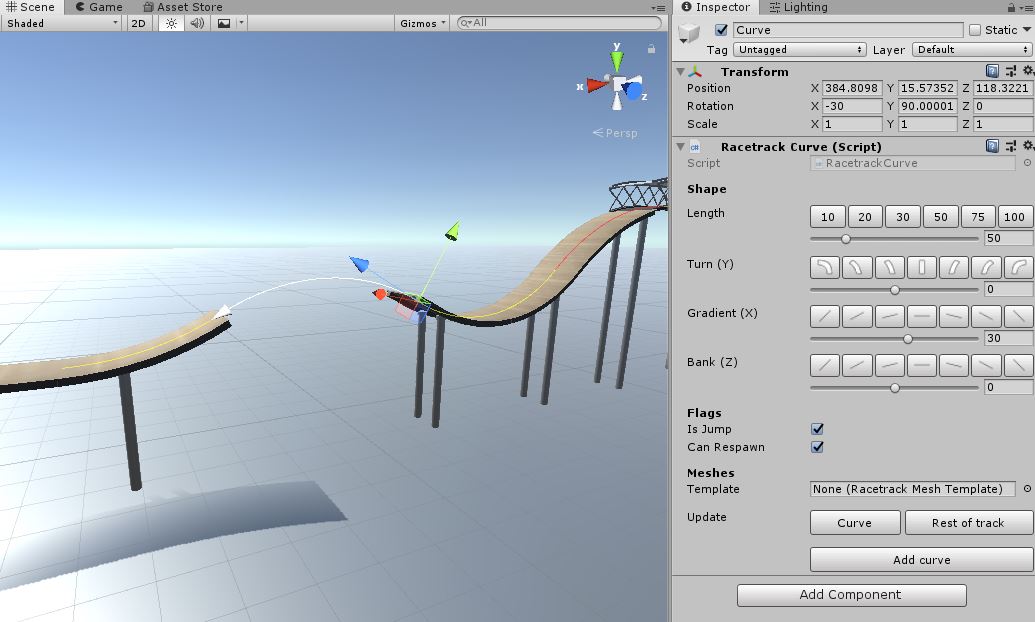 Scene Game Asset Store
Shaded 2D Gizmos All
y
x
z
Persp
Inspector Lighting
Curve Static
Tag Untagged Layer Default
Transform
Position X 384.8098 Y 15.57352 Z 118.3221
Rotation X -30 Y 90.00001 Z 0
Scale X 1 Y 1 Z 1
Racetrack Curve (Script)
Script RacetrackCurve
Shape
Length 10 20 30 50 75 100
50
Turn (Y)
0
Gradient (X)
30
Bank (Z)
0
Flags
Is Jump
Can Respawn
Meshes
Template None (Racetrack Mesh Template)
Update Curve Rest of track
Add curve
Add Component